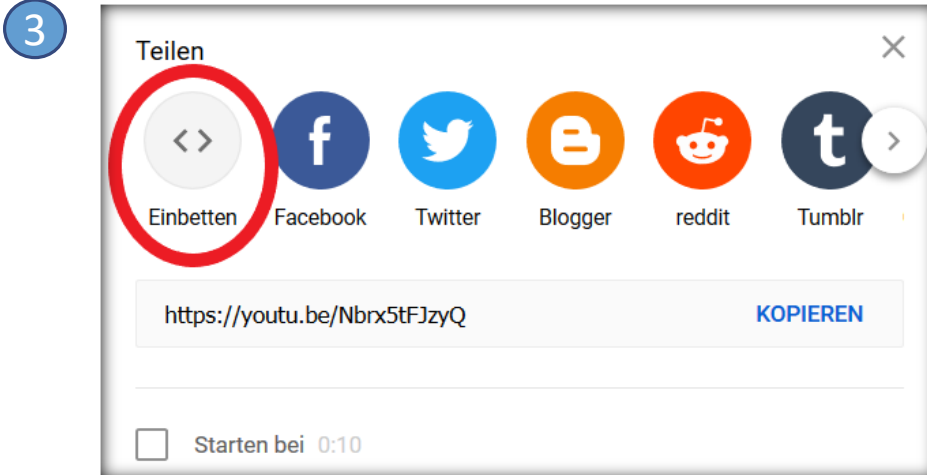 3
Teilen
Einbetten Facebook Twitter Blogger reddit Tumblr
https://youtu.be/Nbrx5tFJzyQ KOPIEREN
Starten bei 0:10